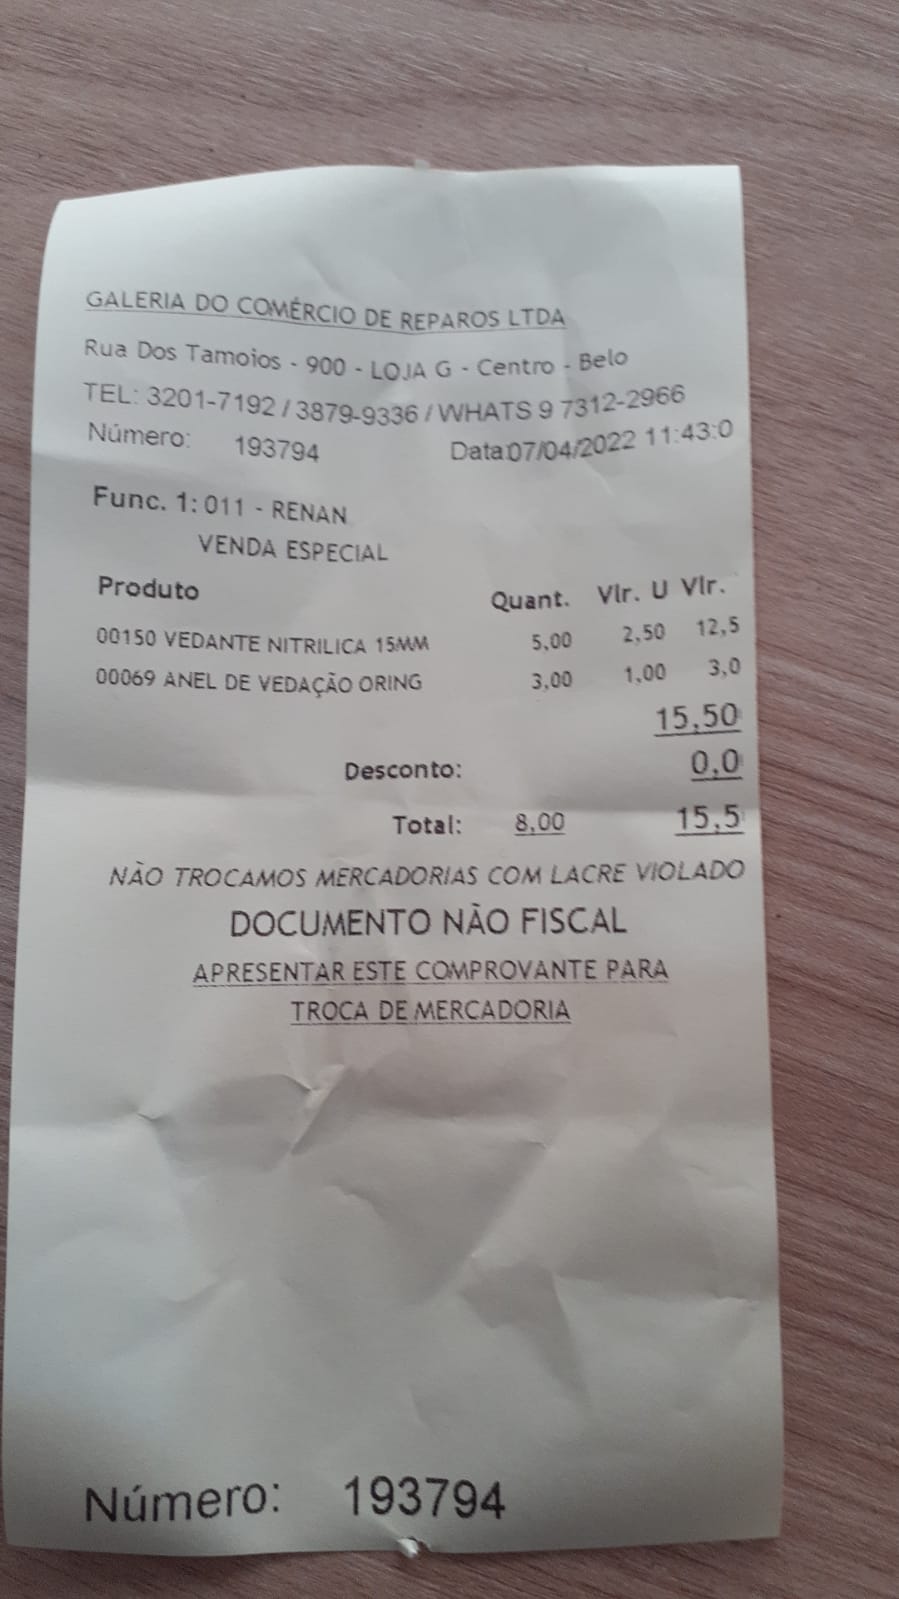 GALERIA DO COMÉRCIO DE REPAROS LTDA
Rua Dos Tamoios - 900 - LOJA G - Centro - Belo
TEL: 3201-7192 / 3879-9336 / WHATS 9 7312-2966
Número: 193794 Data:07/04/2022 11:43:0
Func. 1: 011 - RENAN
VENDA ESPECIAL
Produto Quant. Vlr. U Vlr.
00150 VEDANTE NITRILICA 15MM 5,00 2,50 12,5
00069 ANEL DE VEDAÇÃO ORING 3,00 1,00 3,0
15,50
Desconto: 0,0
Total: 8,00 15,5
NÃO TROCAMOS MERCADORIAS COM LACRE VIOLADO
DOCUMENTO NÃO FISCAL
APRESENTAR ESTE COMPROVANTE PARA
TROCA DE MERCADORIA
Número: 193794